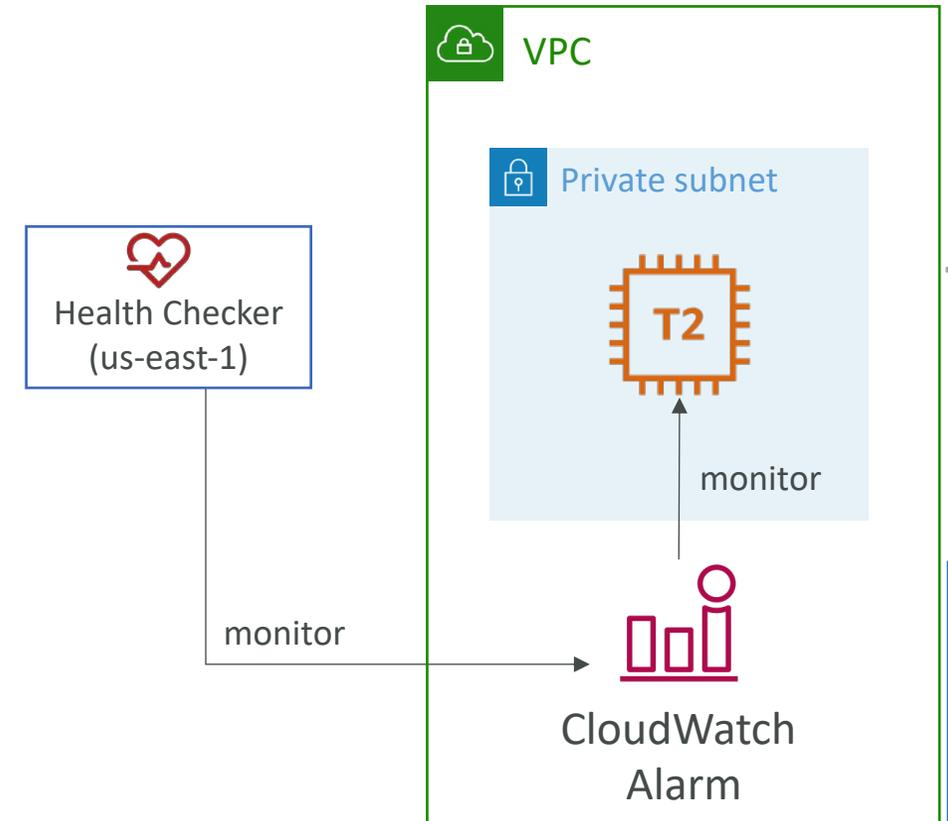 VPC
Private subnet
Health Checker
(us-east-1)
T2
monitor
monitor
CloudWatch
Alarm